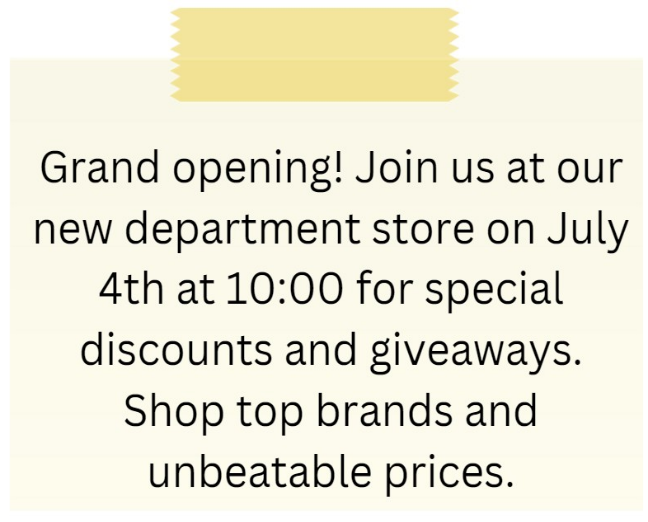 Grand opening! Join us at our
new department store on July
4th at 10:00 for special
discounts and giveaways.
Shop top brands and
unbeatable prices.